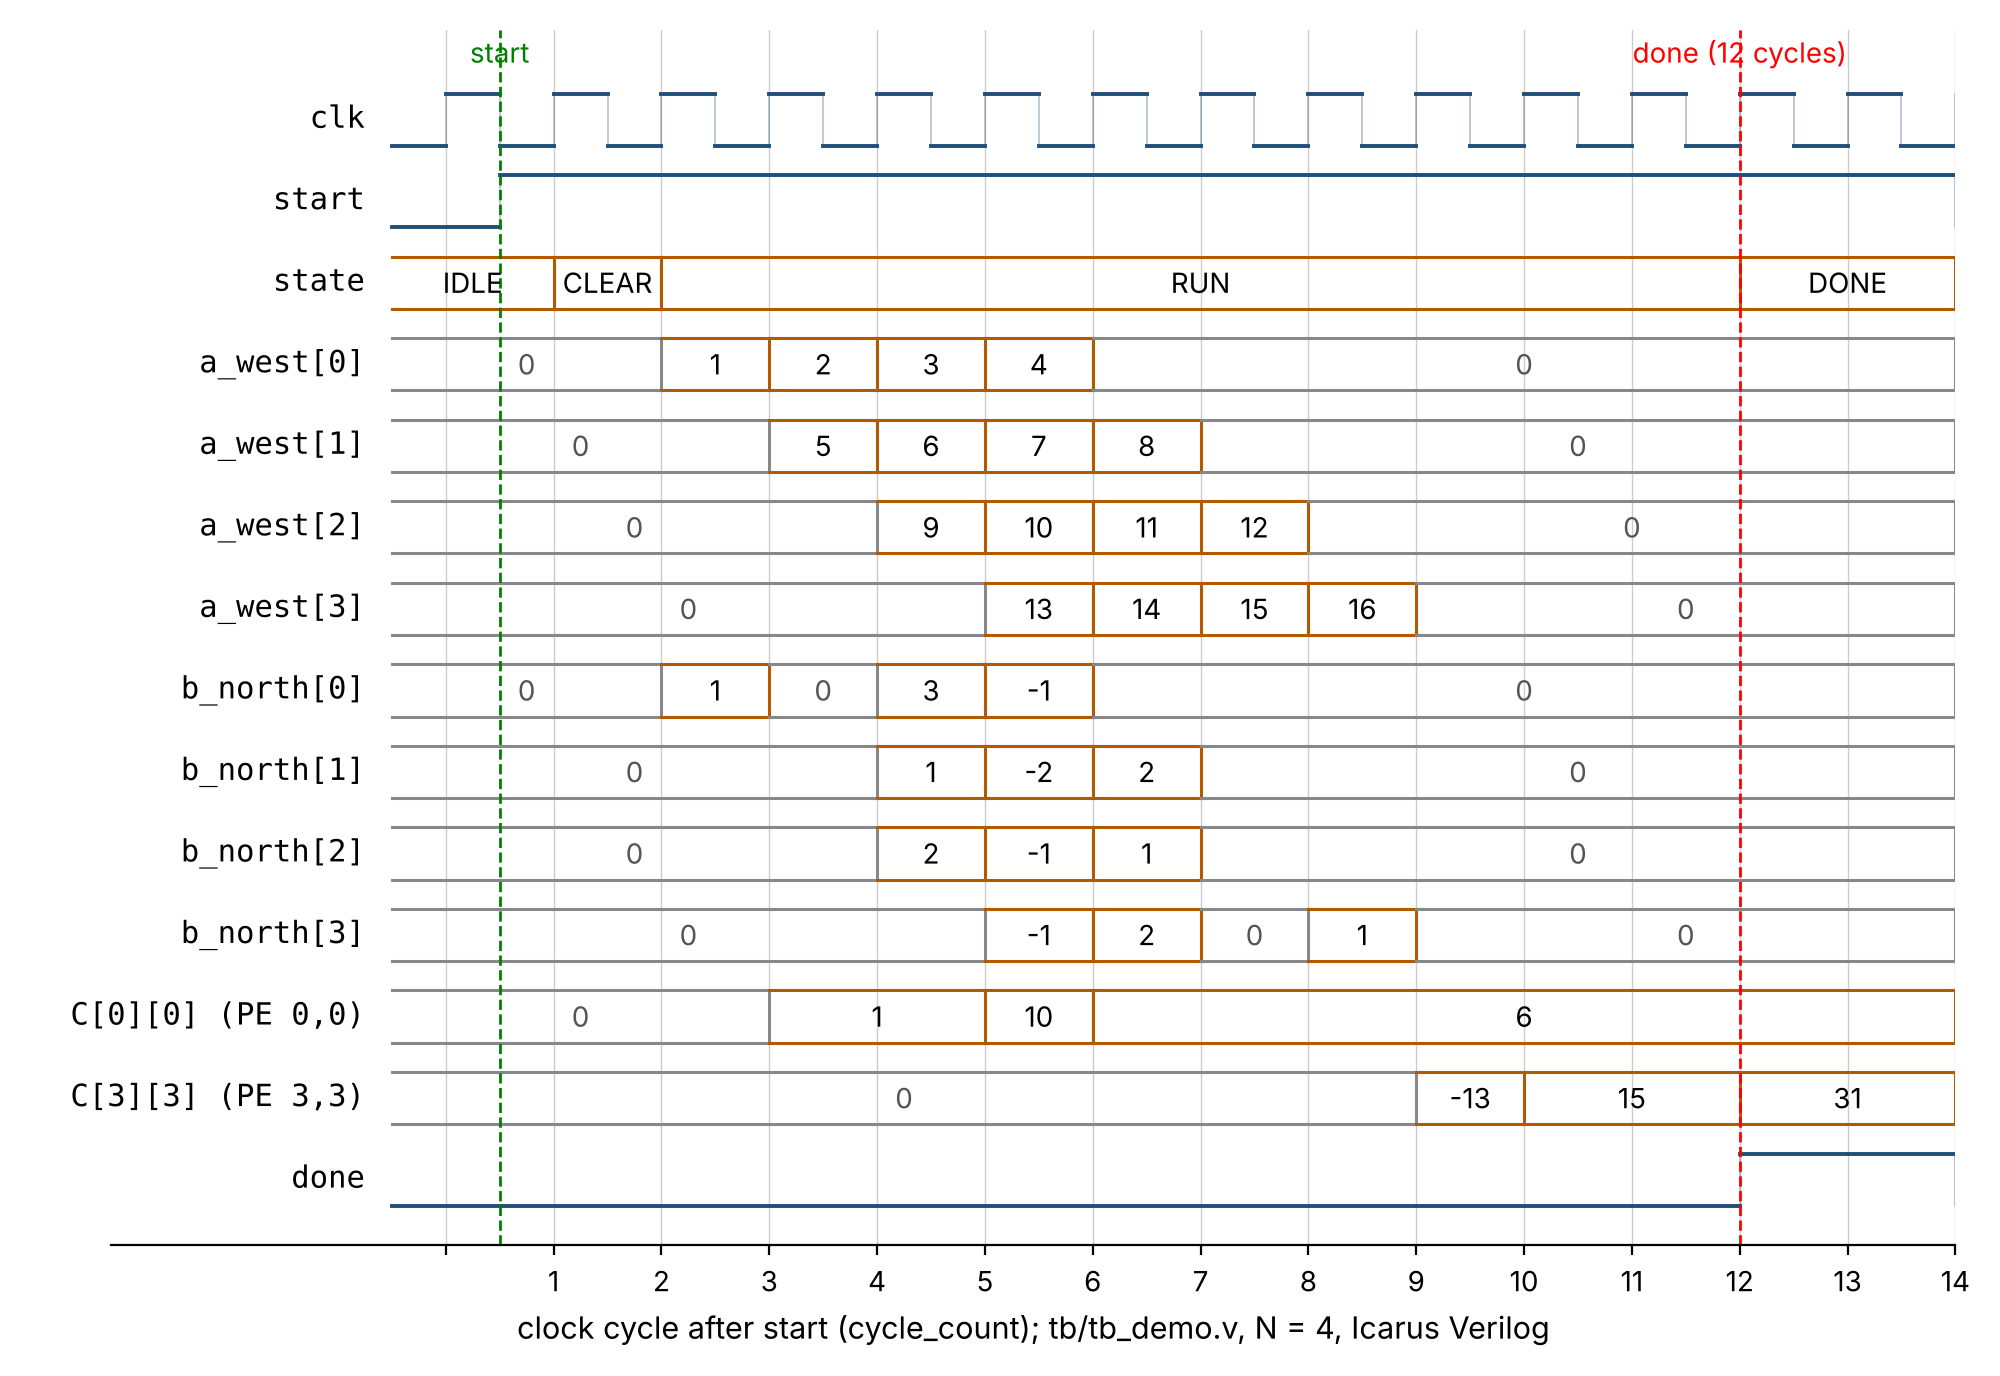 start done (12 cycles)
clk
start
state IDLE CLEAR RUN DONE
a_west[0] 0 1 2 3 4 0
a_west[1] 0 5 6 7 8 0
a_west[2] 0 9 10 11 12 0
a_west[3] 0 13 14 15 16 0
b_north[0] 0 1 0 3 -1 0
b_north[1] 0 1 -2 2 0
b_north[2] 0 2 -1 1 0
b_north[3] 0 -1 2 0 1 0
C[0][0] (PE 0,0) 0 1 10 6
C[3][3] (PE 3,3) 0 -13 15 31
done
1 2 3 4 5 6 7 8 9 10 11 12 13 14
clock cycle after start (cycle_count); tb/tb_demo.v, N = 4, Icarus Verilog